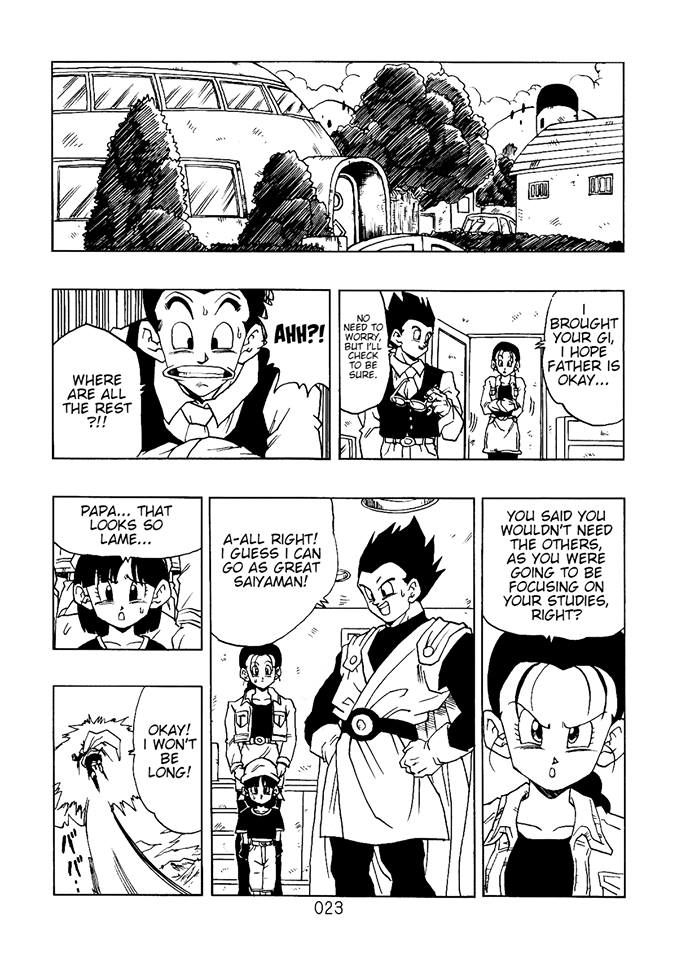 I
BROUGHT
YOUR GI,
I HOPE
FATHER IS
OKAY...
NO
NEED TO
WORRY,
BUT I'LL
CHECK
TO BE
SURE.
AHH?!
WHERE
ARE ALL
THE REST
?!!
YOU SAID YOU
WOULDN'T NEED
THE OTHERS,
AS YOU WERE
GOING TO BE
FOCUSING ON
YOUR STUDIES,
RIGHT?
A-ALL RIGHT!
I GUESS I CAN
GO AS GREAT
SAIYAMAN!
PAPA... THAT
LOOKS SO
LAME...
OKAY!
I WON'T
BE
LONG!
バッ
023